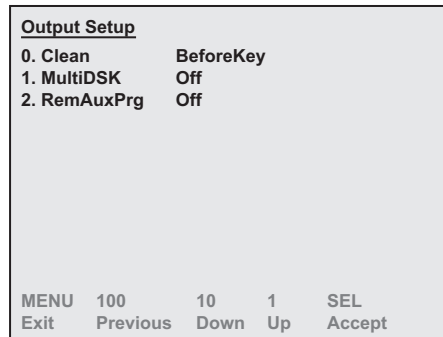 Output Setup
0. Clean BeforeKey
1. MultiDSK Off
2. RemAuxPrg Off
MENU 100 10 1 SEL
Exit Previous Down Up Accept